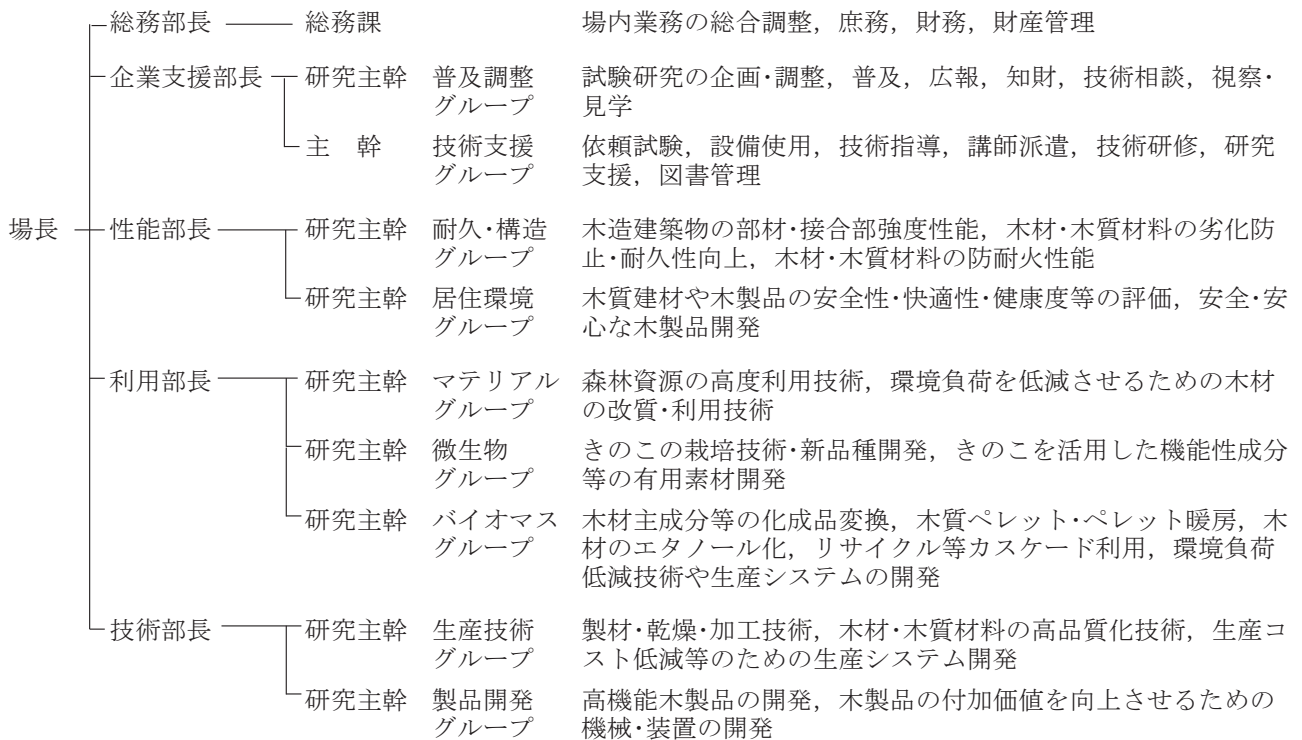 総務部長 総務課 場内業務の総合調整，庶務，財務，財産管理
企業支援部長 研究主幹 普及調整 試験研究の企画・調整，普及，広報，知財，技術相談，視察・
グループ 見学
主 幹 技術支援 依頼試験，設備使用，技術指導，講師派遣，技術研修，研究
グループ 支援，図書管理
場長 性能部長 研究主幹 耐久・構造 木造建築物の部材・接合部強度性能，木材・木質材料の劣化防
グループ 止・耐久性向上，木材・木質材料の防耐火性能
研究主幹 居住環境 木質建材や木製品の安全性・快適性・健康度等の評価，安全・安
グループ 心な木製品開発
利用部長 研究主幹 マテリアル 森林資源の高度利用技術，環境負荷を低減させるための木材
グループ の改質・利用技術
研究主幹 微生物 きのこの栽培技術・新品種開発，きのこを活用した機能性成分
グループ 等の有用素材開発
研究主幹 バイオマス 木材主成分等の化成品変換，木質ペレット・ペレット暖房，木
グループ 材のエタノール化，リサイクル等カスケード利用，環境負荷
低減技術や生産システムの開発
技術部長 研究主幹 生産技術 製材・乾燥・加工技術，木材・木質材料の高品質化技術，生産コ
グループ スト低減等のための生産システム開発
研究主幹 製品開発 高機能木製品の開発，木製品の付加価値を向上させるための
グループ 機械・装置の開発